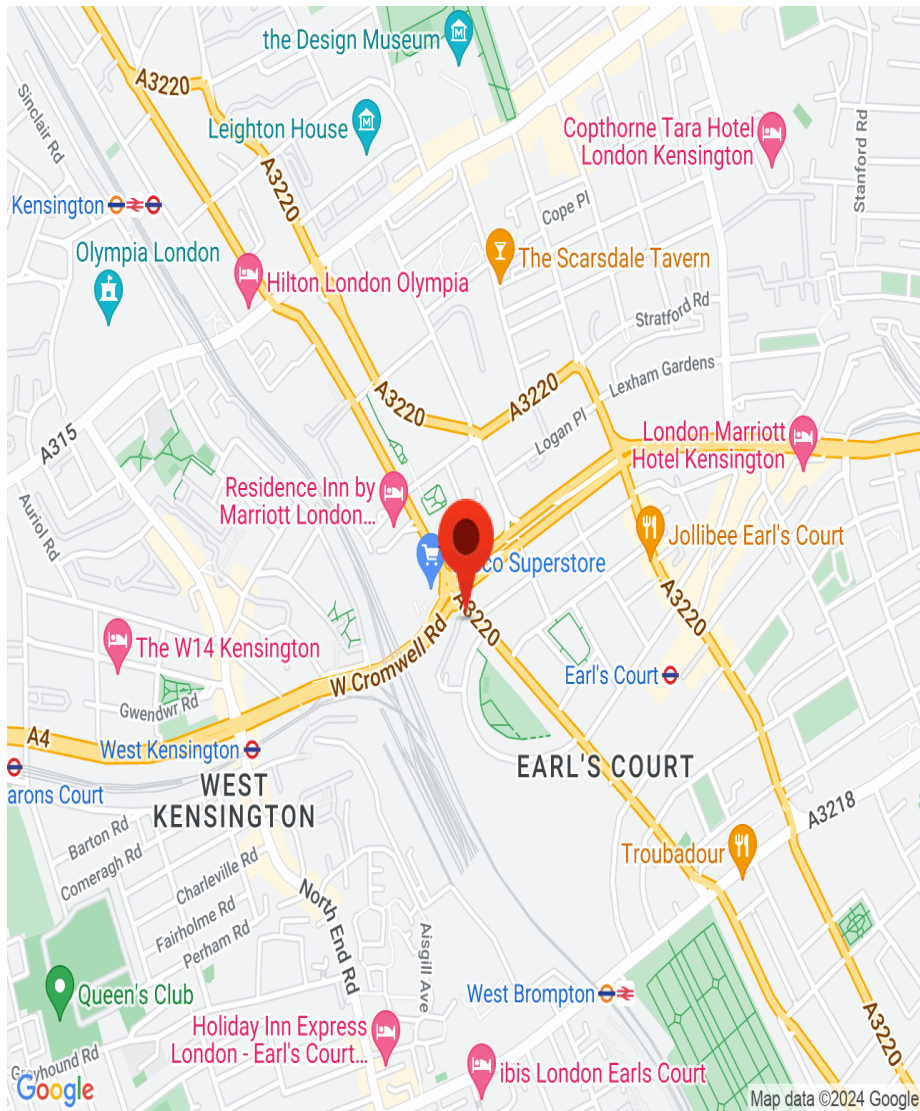 the Design Museum
A3220
Sinclair Rd
Leighton House
Copthorne Tara Hotel
London Kensington
Stanford Rd
A3220
Kensington
Cope Pl
Olympia London
The Scarsdale Tavern
Hilton London Olympia
Stratford Rd
Lexham Gardens
A3220
A3220
Logan Pl
A315
London Marriott
Hotel Kensington
Residence Inn by
Marriott London...
Auriol Rd
Jollibee Earl's Court
co Superstore
A3220
A3220
The W14 Kensington
W Cromwell Rd
Earl's Court
Gwendwr Rd
A4
West Kensington
EARL'S COURT
arons Court
WEST
KENSINGTON
A3218
Barton Rd
Comeragh Rd
Troubadour
Charleville Rd
Fairholme Rd
North End Rd
Perham Rd
Aisgill Ave
Queen's Club
West Brompton
Holiday Inn Express
London - Earl's Court...
A3220
Greyhound Rd
ibis London Earls Court
Google
Map data ©2024 Google